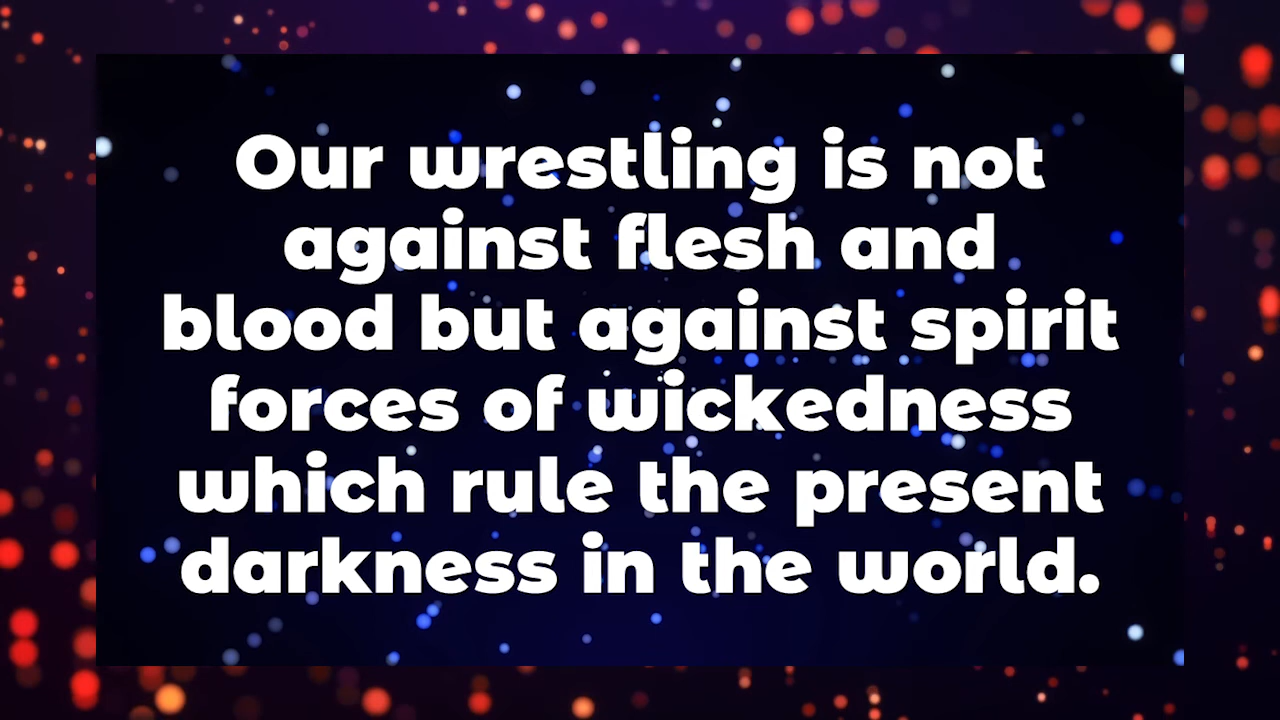 Our wrestling is not
against flesh and
blood but against spirit
forces of wickedness
which rule the present
darkness in the world.